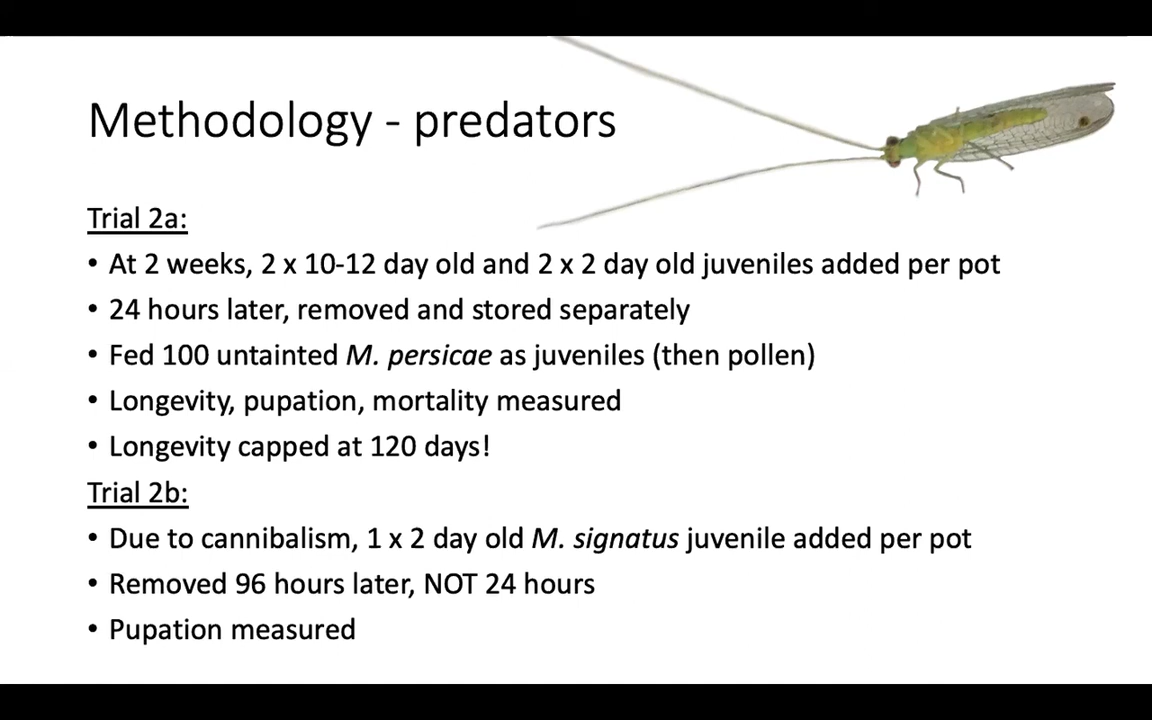 Methodology - predators
Trial 2a:
• At 2 weeks, 2 x 10-12 day old and 2 x 2 day old juveniles added per pot
• 24 hours later, removed and stored separately
• Fed 100 untainted M. persicae as juveniles (then pollen)
• Longevity, pupation, mortality measured
• Longevity capped at 120 days!
Trial 2b:
• Due to cannibalism, 1 x 2 day old M. signatus juvenile added per pot
• Removed 96 hours later, NOT 24 hours
• Pupation measured